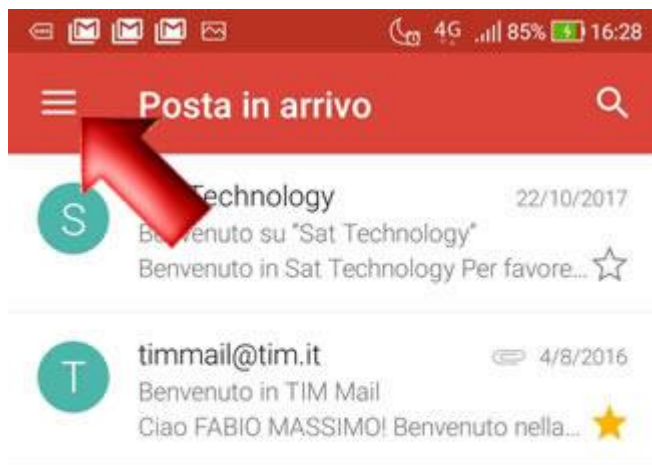 4G 85% 16:28
Posta in arrivo
S Technology 22/10/2017
Benvenuto su "Sat Technology"
Benvenuto in Sat Technology Per favore...
T timmail@tim.it 4/8/2016
Benvenuto in TIM Mail
Ciao FABIO MASSIMO! Benvenuto nella...